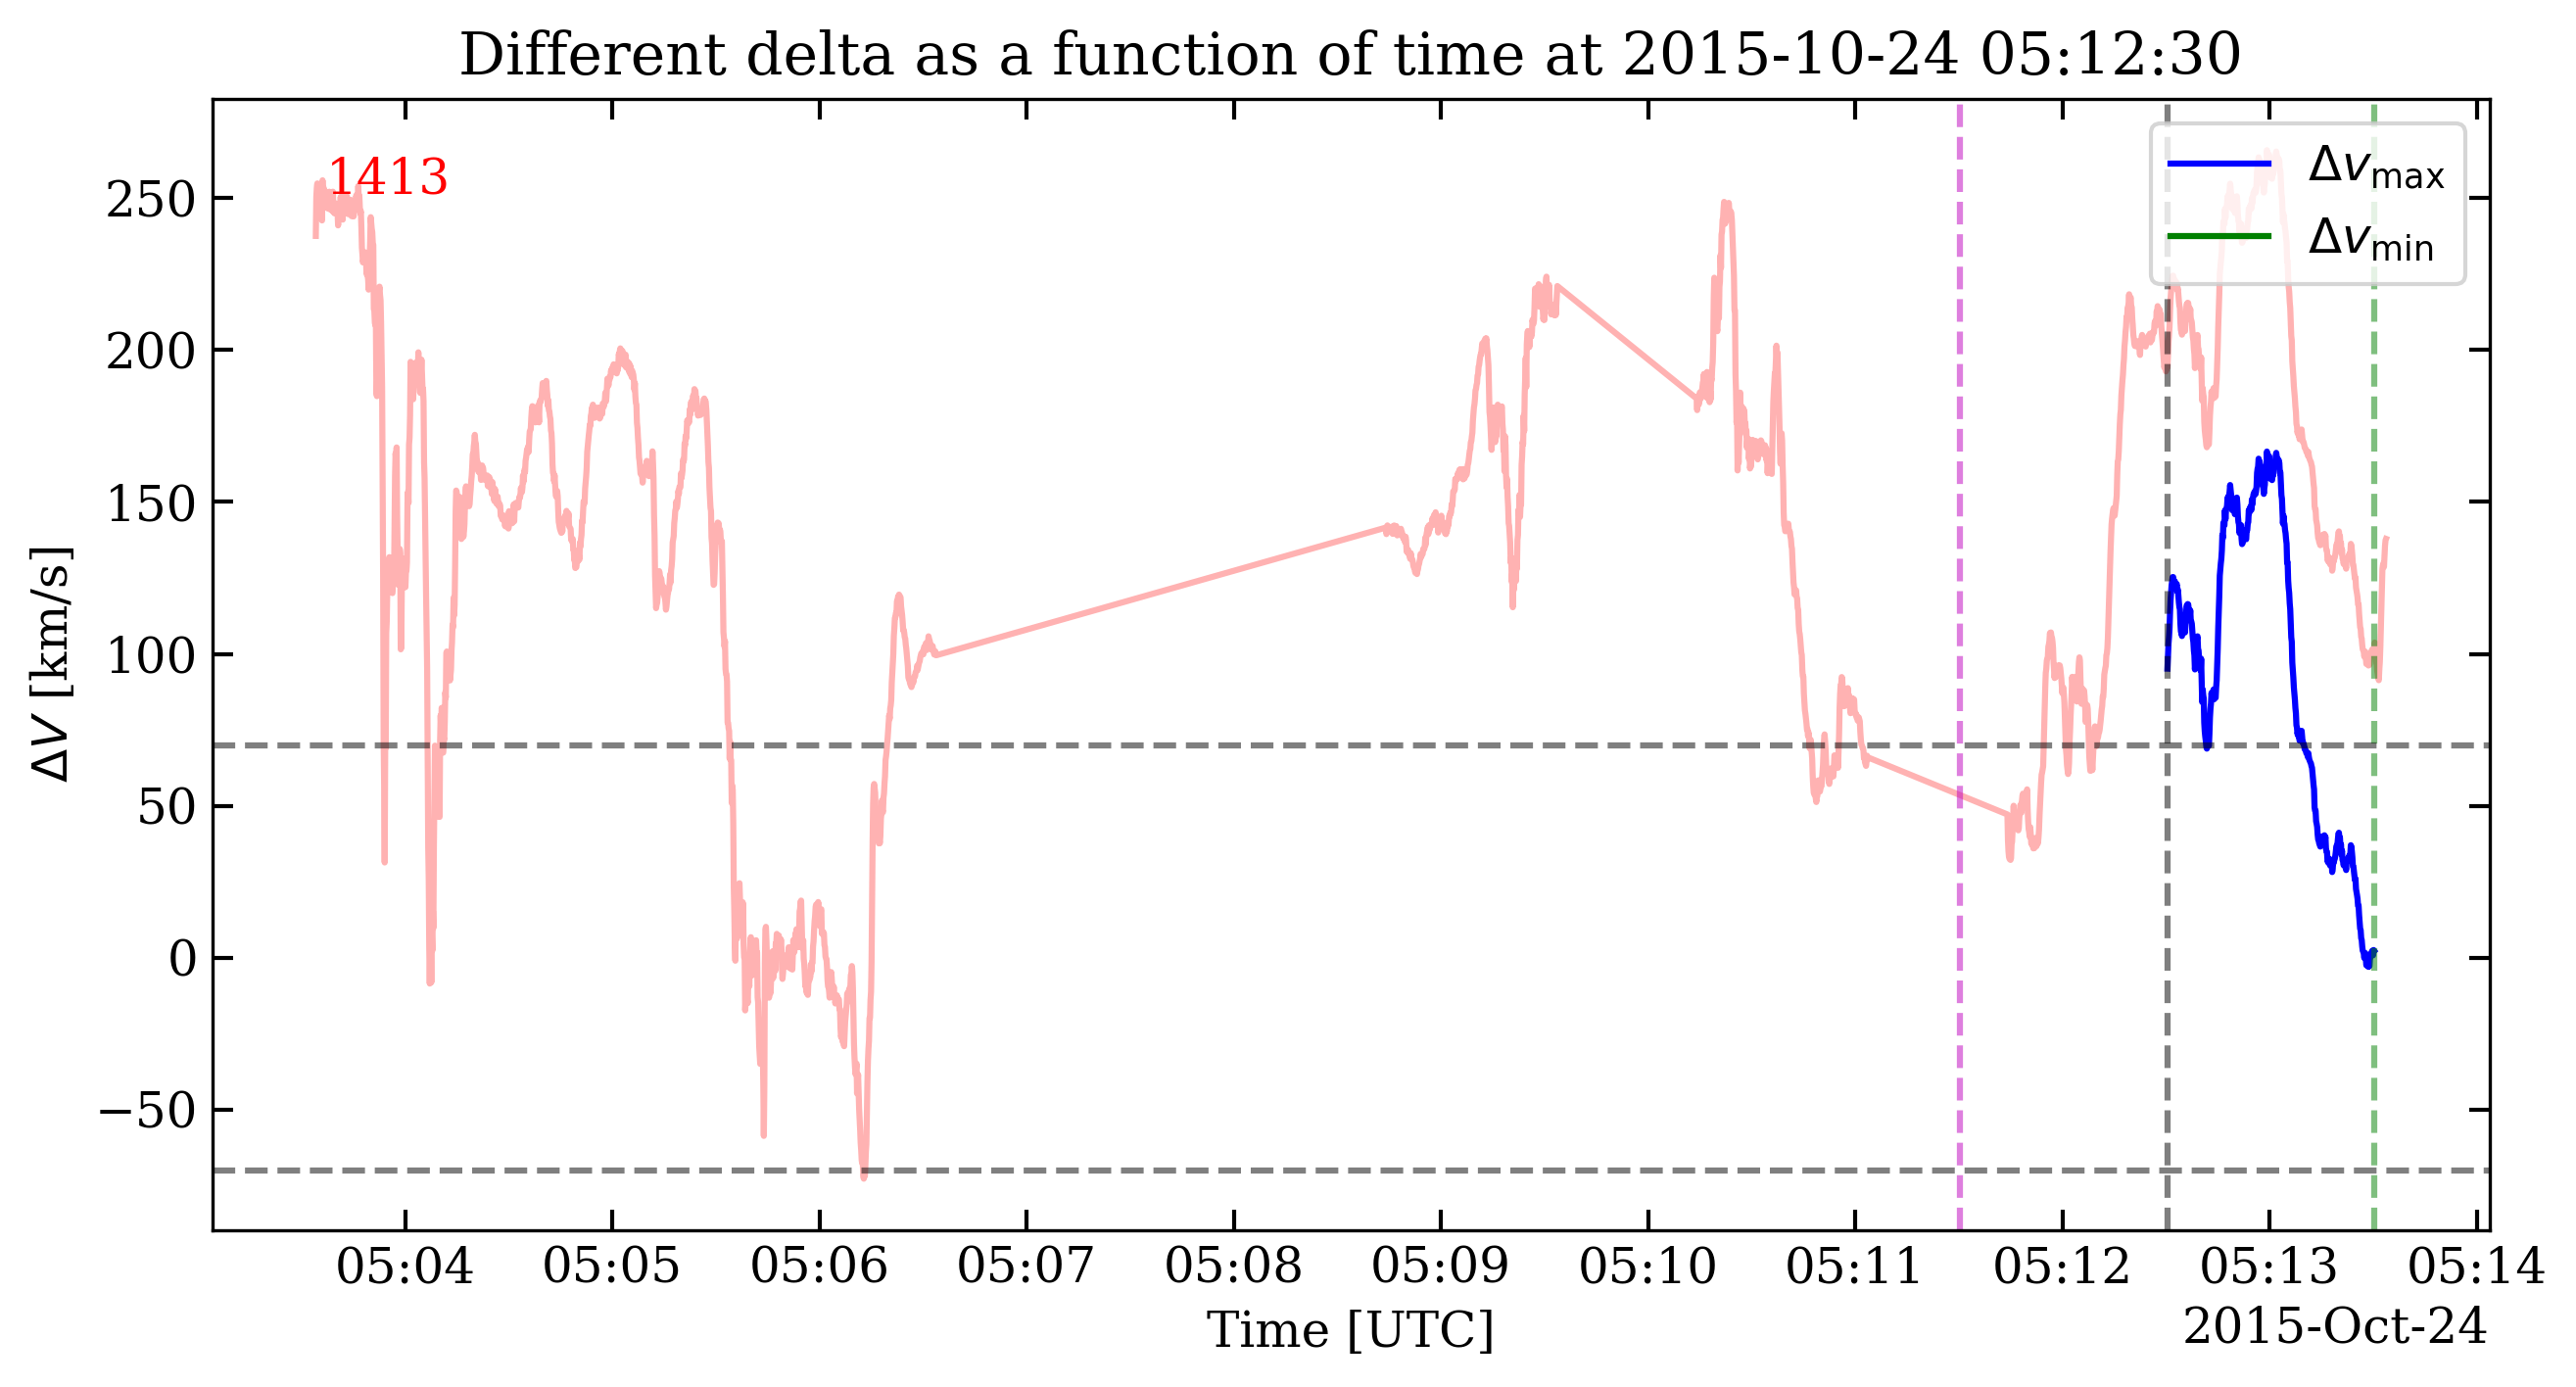 Different delta as a function of time at 2015-10-24 05:12:30
1413
Δv_max
Δv_min
250
200
150
100
50
0
−50
ΔV [km/s]
05:04 05:05 05:06 05:07 05:08 05:09 05:10 05:11 05:12 05:13 05:14
Time [UTC]
2015-Oct-24